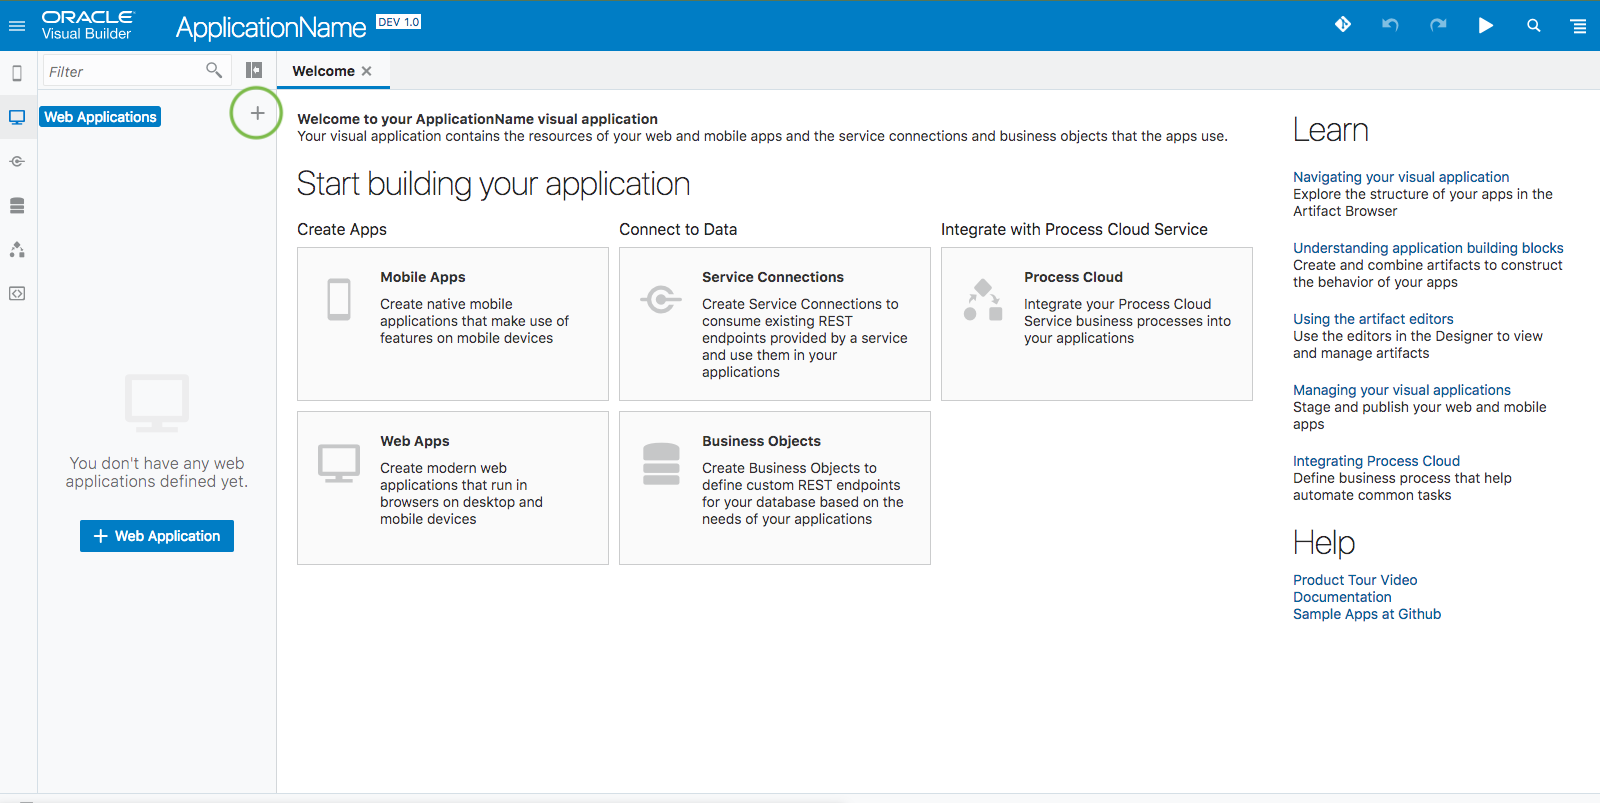 ORACLE
Visual Builder
ApplicationName DEV 1.0
Filter
Welcome
Web Applications
Welcome to your ApplicationName visual application
Your visual application contains the resources of your web and mobile apps and the service connections and business objects that the apps use.
Start building your application
Create Apps
Mobile Apps
Create native mobile
applications that make use of
features on mobile devices
Web Apps
Create modern web
applications that run in
browsers on desktop and
mobile devices
Connect to Data
Service Connections
Create Service Connections to
consume existing REST
endpoints provided by a service
and use them in your
applications
Business Objects
Create Business Objects to
define custom REST endpoints
for your database based on the
needs of your applications
Integrate with Process Cloud Service
Process Cloud
Integrate your Process Cloud
Service business processes into
your applications
You don't have any web
applications defined yet.
+ Web Application
Learn
Navigating your visual application
Explore the structure of your apps in the
Artifact Browser
Understanding application building blocks
Create and combine artifacts to construct
the behavior of your apps
Using the artifact editors
Use the editors in the Designer to view
and manage artifacts
Managing your visual applications
Stage and publish your web and mobile
apps
Integrating Process Cloud
Define business process that help
automate common tasks
Help
Product Tour Video
Documentation
Sample Apps at Github